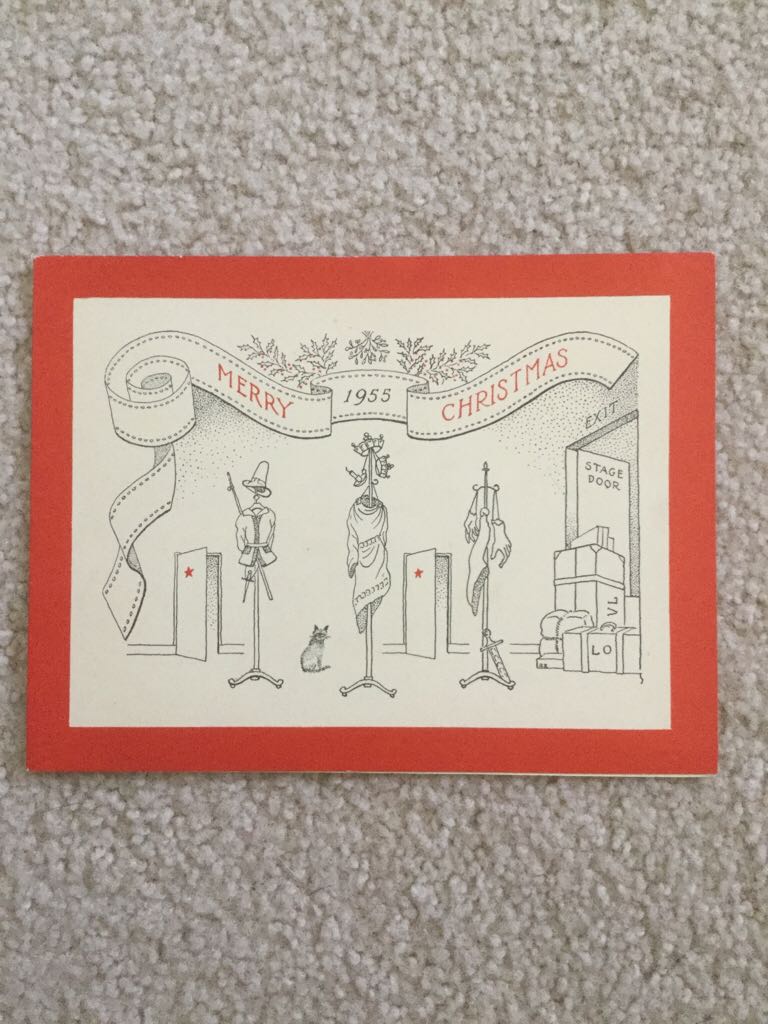 MERRY
1955
CHRISTMAS
EXIT
STAGE
DOOR
VL
LO